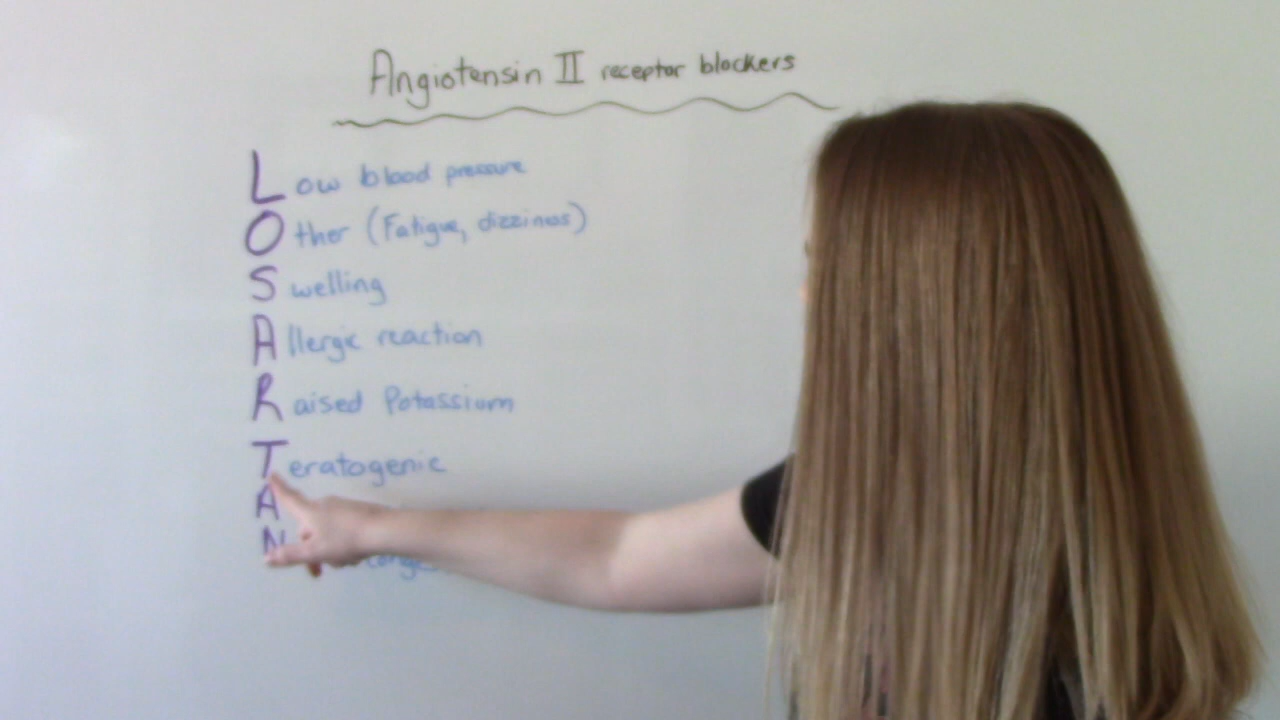 Angiotensin II receptor blockers
Low blood pressure
Other (Fatigue, dizziness)
Swelling
Allergic reaction
Raised Potassium
Teratogenic
A
N